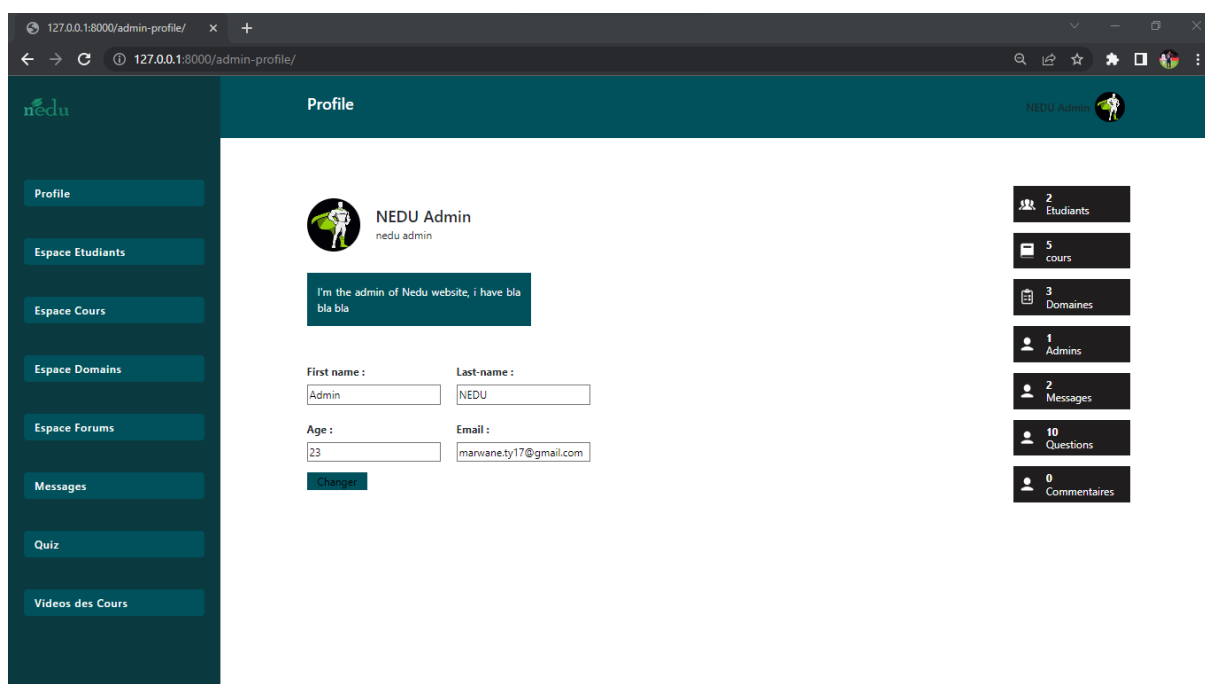 127.0.0.1:8000/admin-profile/
127.0.0.1:8000/admin-profile/
nedu
Profile
NEDU Admin
Profile
Espace Etudiants
Espace Cours
Espace Domains
Espace Forums
Messages
Quiz
Videos des Cours
NEDU Admin
nedu admin
I'm the admin of Nedu website, i have bla
bla bla
First name : Last-name :
Admin NEDU
Age : Email :
23 marwane.ty17@gmail.com
Changer
2
Etudiants
5
cours
3
Domaines
1
Admins
2
Messages
10
Questions
0
Commentaires